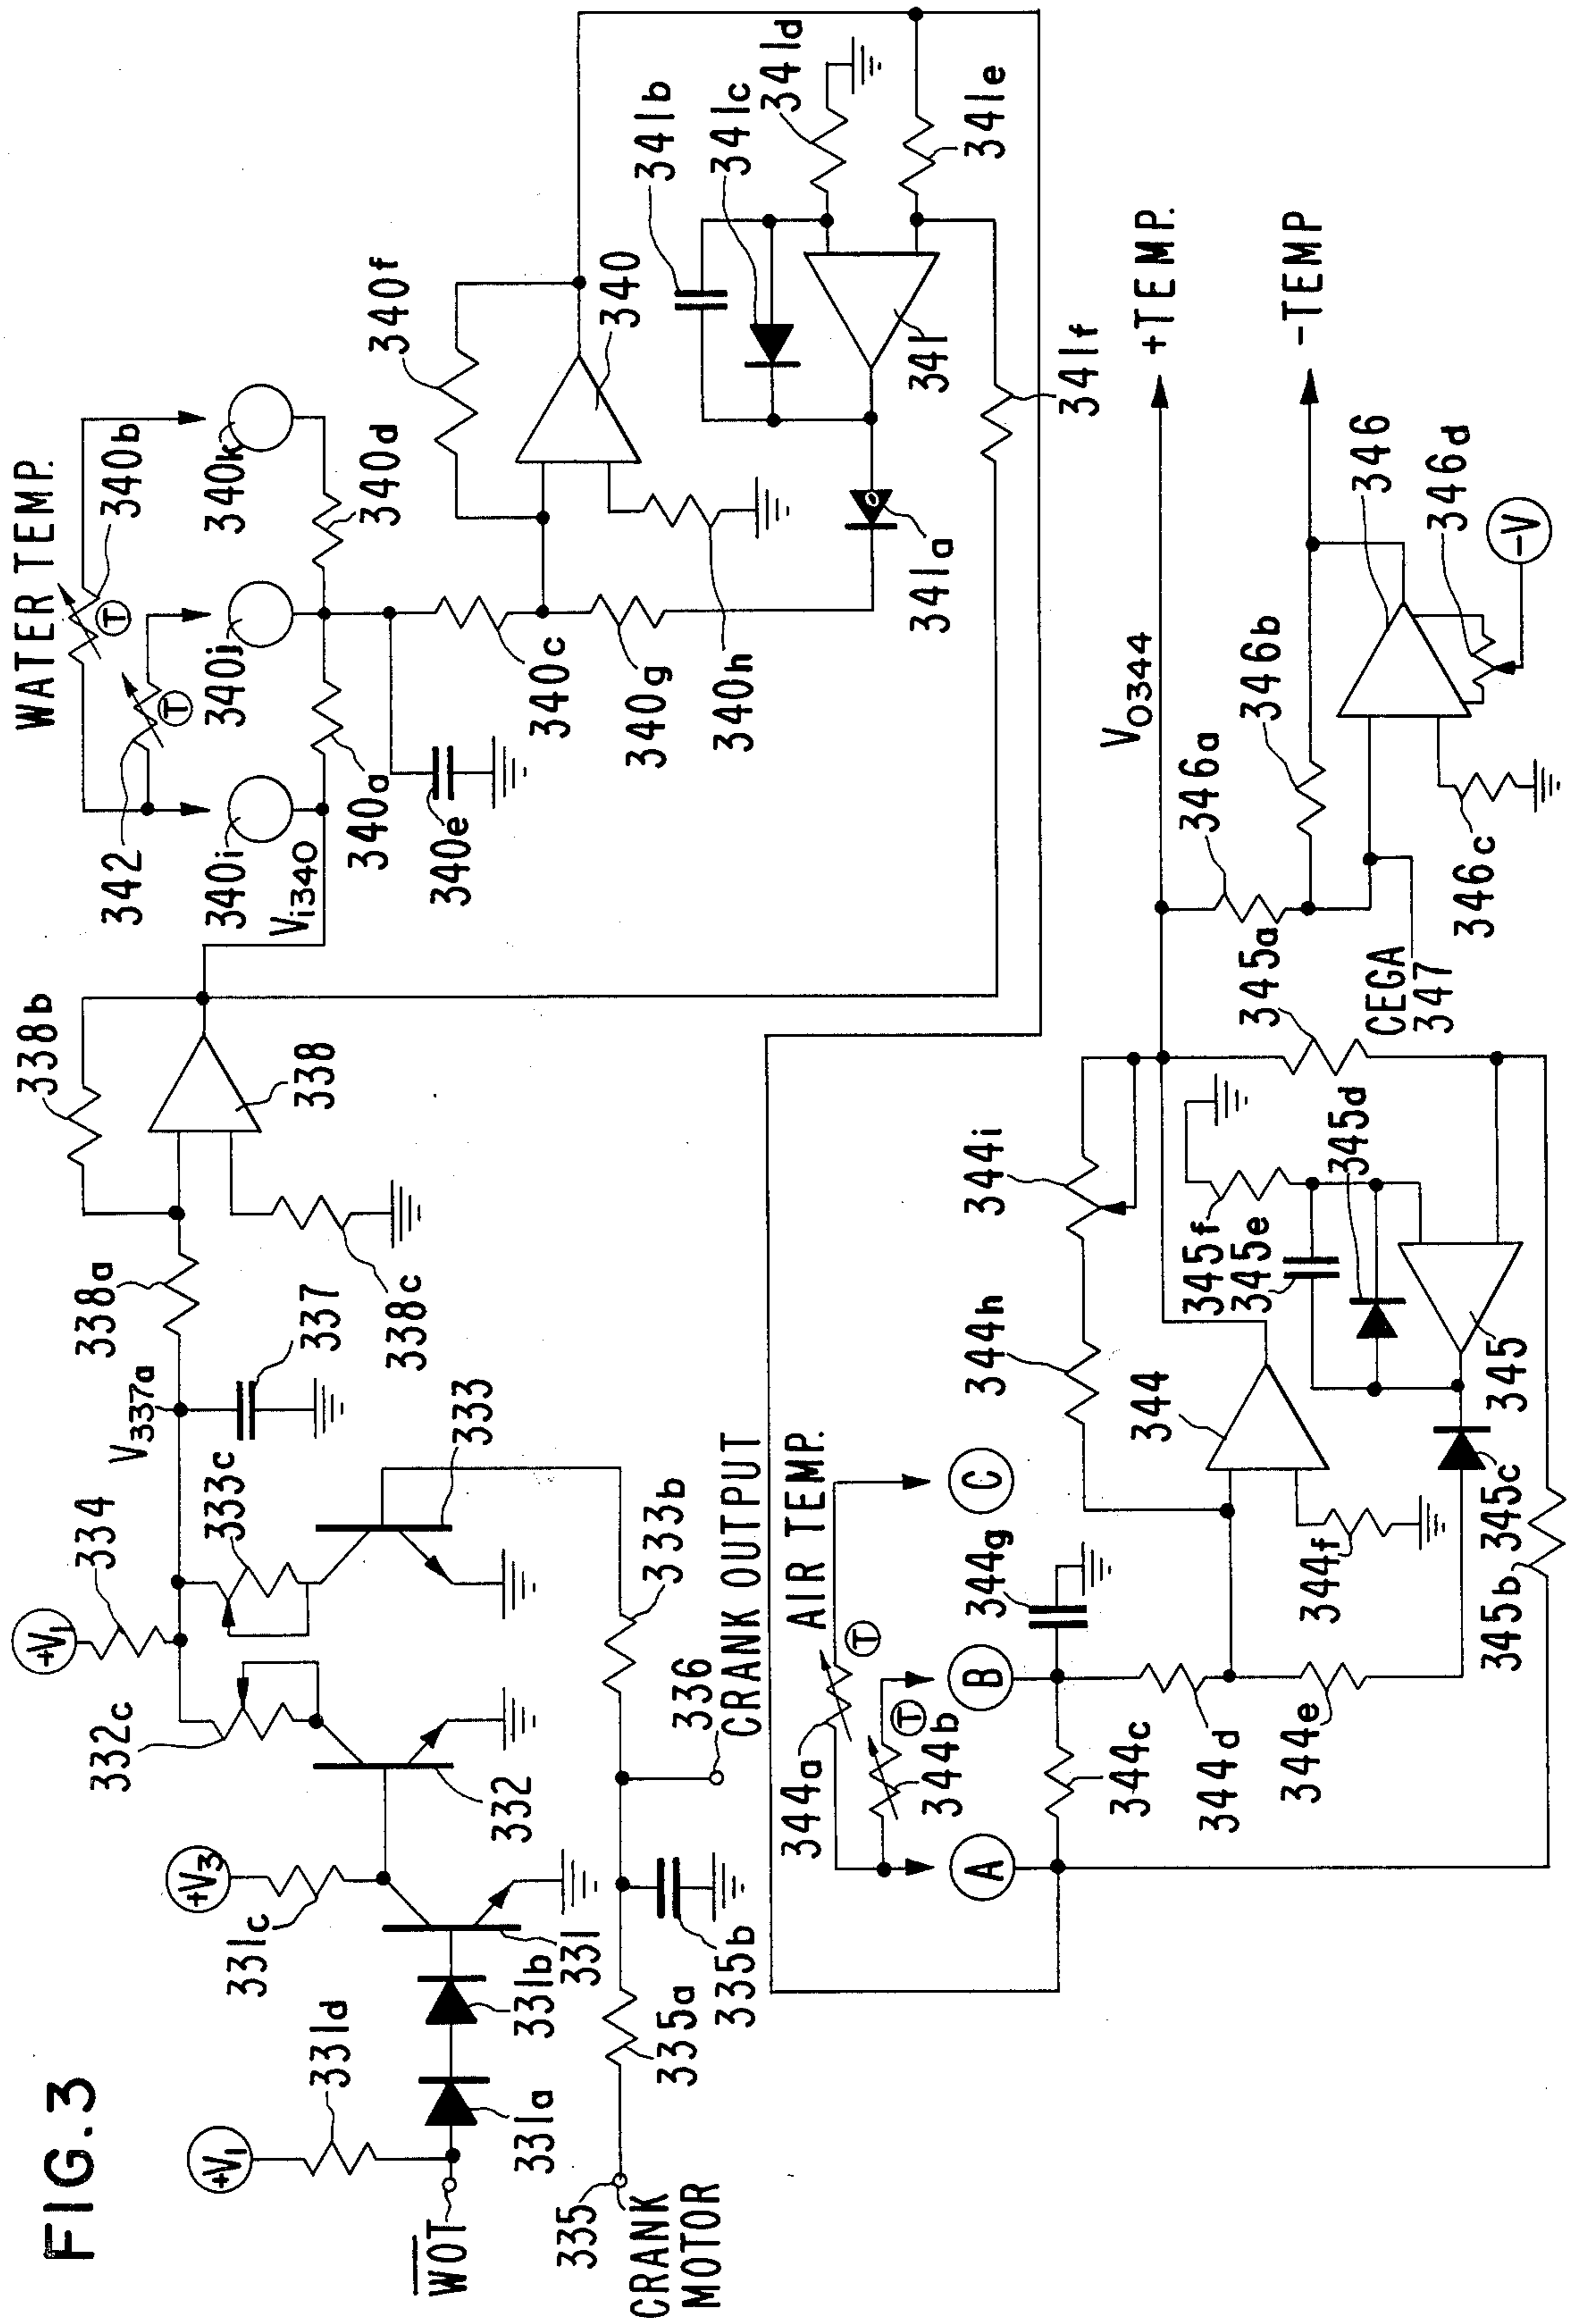 FIG.3
WATER TEMP.
340b
T
342
T
340i
340j
340k
Vi340
340a
340d
340e
340c
340g
340h
340f
340
341a
341b
341c
341d
341e
341
341f
338b
338
338a
338c
337
V337a
+V1
334
332c
333c
333
332
+V3
331c
331
331b
331a
+V1
331d
WOT
333b
336
CRANK OUTPUT
335b
335a
335
CRANK
MOTOR
AIR TEMP.
344a
T
344b
T
A
B
C
344g
344c
344d
344e
344f
344
344h
344i
345f
345e
345d
345
345c
345b
345a
V0344
+TEMP.
-TEMP
346a
346b
346
346d
-V
346c
CEGA
347